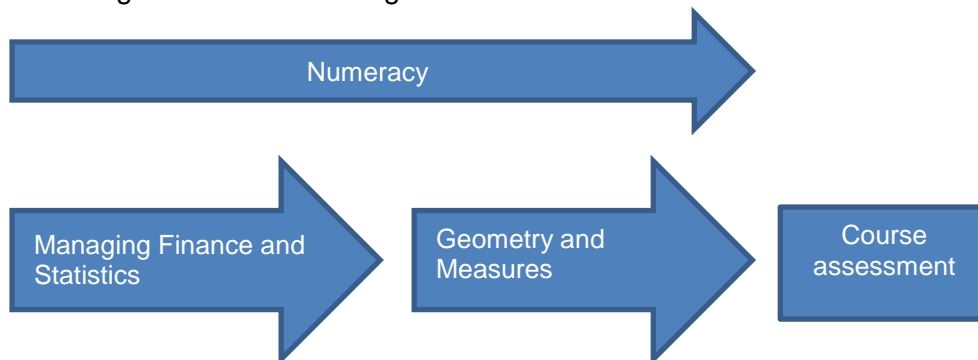 Numeracy
Managing Finance and
Statistics
Geometry and
Measures
Course
assessment